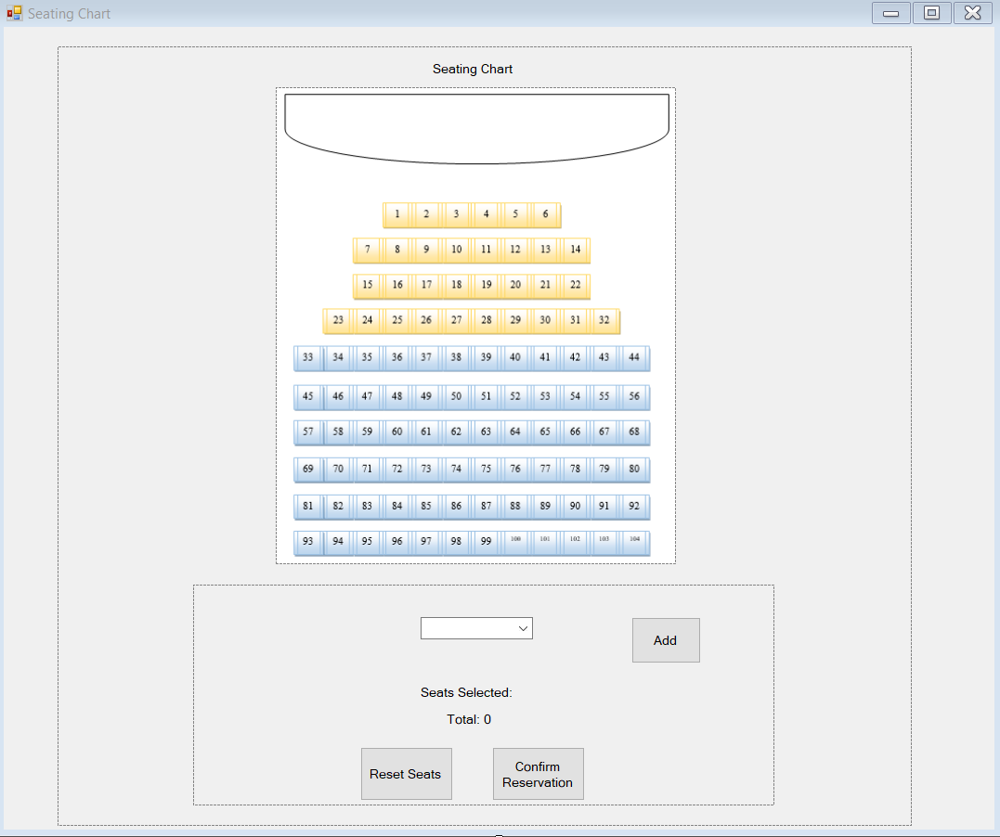 Seating Chart
Seating Chart
1 2 3 4 5 6
7 8 9 10 11 12 13 14
15 16 17 18 19 20 21 22
23 24 25 26 27 28 29 30 31 32
33 34 35 36 37 38 39 40 41 42 43 44
45 46 47 48 49 50 51 52 53 54 55 56
57 58 59 60 61 62 63 64 65 66 67 68
69 70 71 72 73 74 75 76 77 78 79 80
81 82 83 84 85 86 87 88 89 90 91 92
93 94 95 96 97 98 99 100 101 102 103 104
Add
Seats Selected:
Total: 0
Reset Seats
Confirm
Reservation